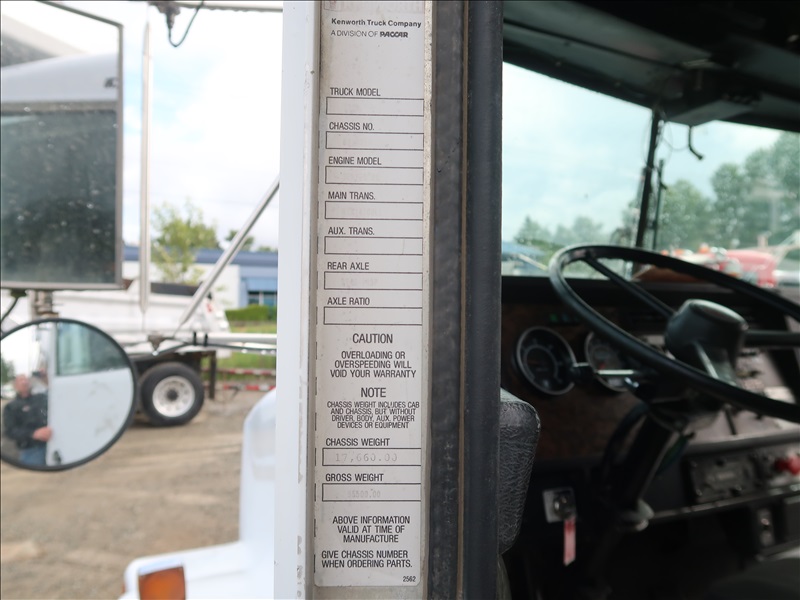 Kenworth Truck Company
A DIVISION OF PACCAR
TRUCK MODEL
CHASSIS NO.
ENGINE MODEL
MAIN TRANS.
AUX. TRANS.
REAR AXLE
AXLE RATIO
CAUTION
OVERLOADING OR
OVERSPEEDING WILL
VOID YOUR WARRANTY
NOTE
CHASSIS WEIGHT INCLUDES CAB
AND CHASSIS, BUT WITHOUT
DRIVER, BODY, AUX. POWER
DEVICES OR EQUIPMENT
CHASSIS WEIGHT
17,660.00
GROSS WEIGHT
ABOVE INFORMATION
VALID AT TIME OF
MANUFACTURE
GIVE CHASSIS NUMBER
WHEN ORDERING PARTS.
2562